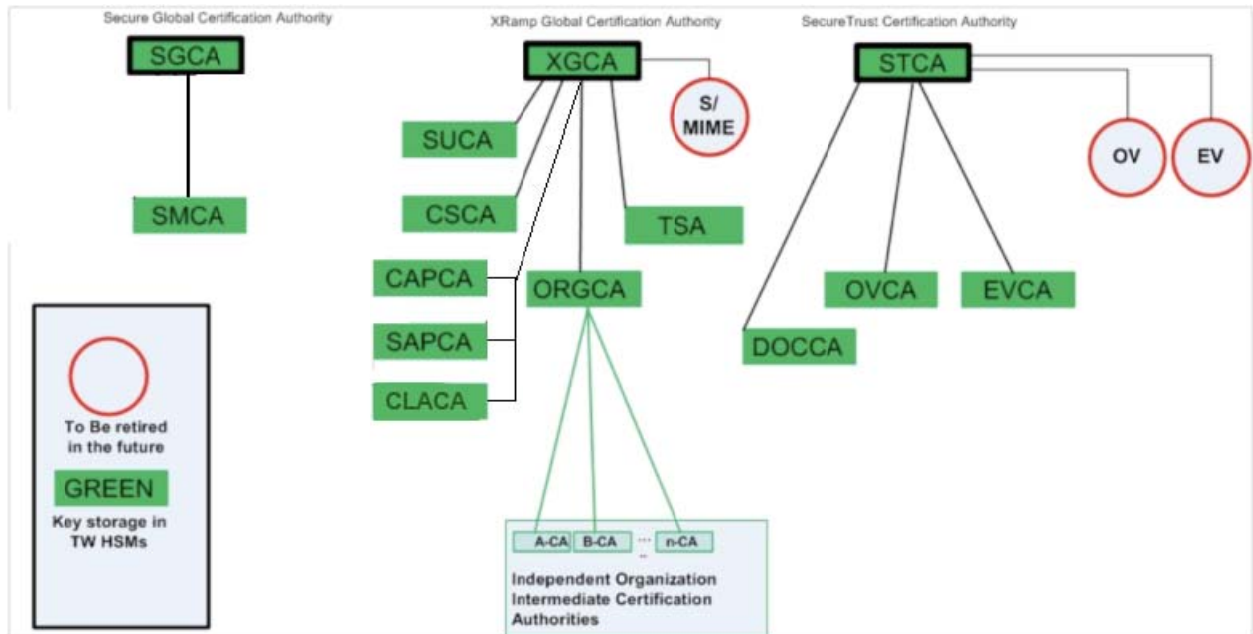 Secure Global Certification Authority
XRamp Global Certification Authority
SecureTrust Certification Authority
SGCA
XGCA
STCA
S/
MIME
OV
EV
SUCA
SMCA
CSCA
TSA
CAPCA
ORGCA
OVCA
EVCA
SAPCA
DOCCA
CLACA
To Be retired
in the future
GREEN
Key storage in
TW HSMs
A-CA
B-CA
...
..
n-CA
Independent Organization
Intermediate Certification
Authorities